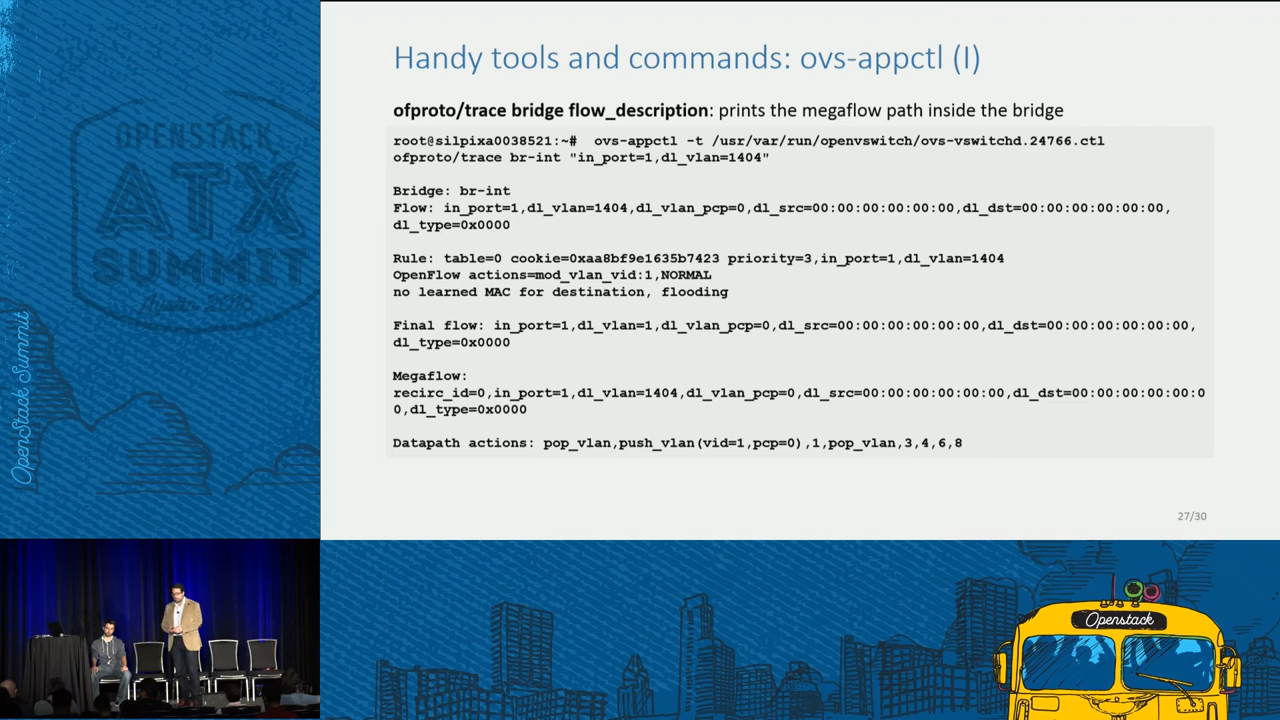 Handy tools and commands: ovs-appctl (I)
ofproto/trace bridge flow_description: prints the megaflow path inside the bridge
root@silpixa0038521:~# ovs-appctl -t /usr/var/run/openvswitch/ovs-vswitchd.24766.ctl
ofproto/trace br-int "in_port=1,dl_vlan=1404"
Bridge: br-int
Flow: in_port=1,dl_vlan=1404,dl_vlan_pcp=0,dl_src=00:00:00:00:00:00,dl_dst=00:00:00:00:00:00,
dl_type=0x0000
Rule: table=0 cookie=0xaa8bf9e1635b7423 priority=3,in_port=1,dl_vlan=1404
OpenFlow actions=mod_vlan_vid:1,NORMAL
no learned MAC for destination, flooding
Final flow: in_port=1,dl_vlan=1,dl_vlan_pcp=0,dl_src=00:00:00:00:00:00,dl_dst=00:00:00:00:00:00,
dl_type=0x0000
Megaflow:
recirc_id=0,in_port=1,dl_vlan=1404,dl_vlan_pcp=0,dl_src=00:00:00:00:00:00,dl_dst=00:00:00:00:00:0
0,dl_type=0x0000
Datapath actions: pop_vlan,push_vlan(vid=1,pcp=0),1,pop_vlan,3,4,6,8
27/30
OPENSTACK
ATX
SUMMIT
Austin 2016
OpenStack Summit
Openstack